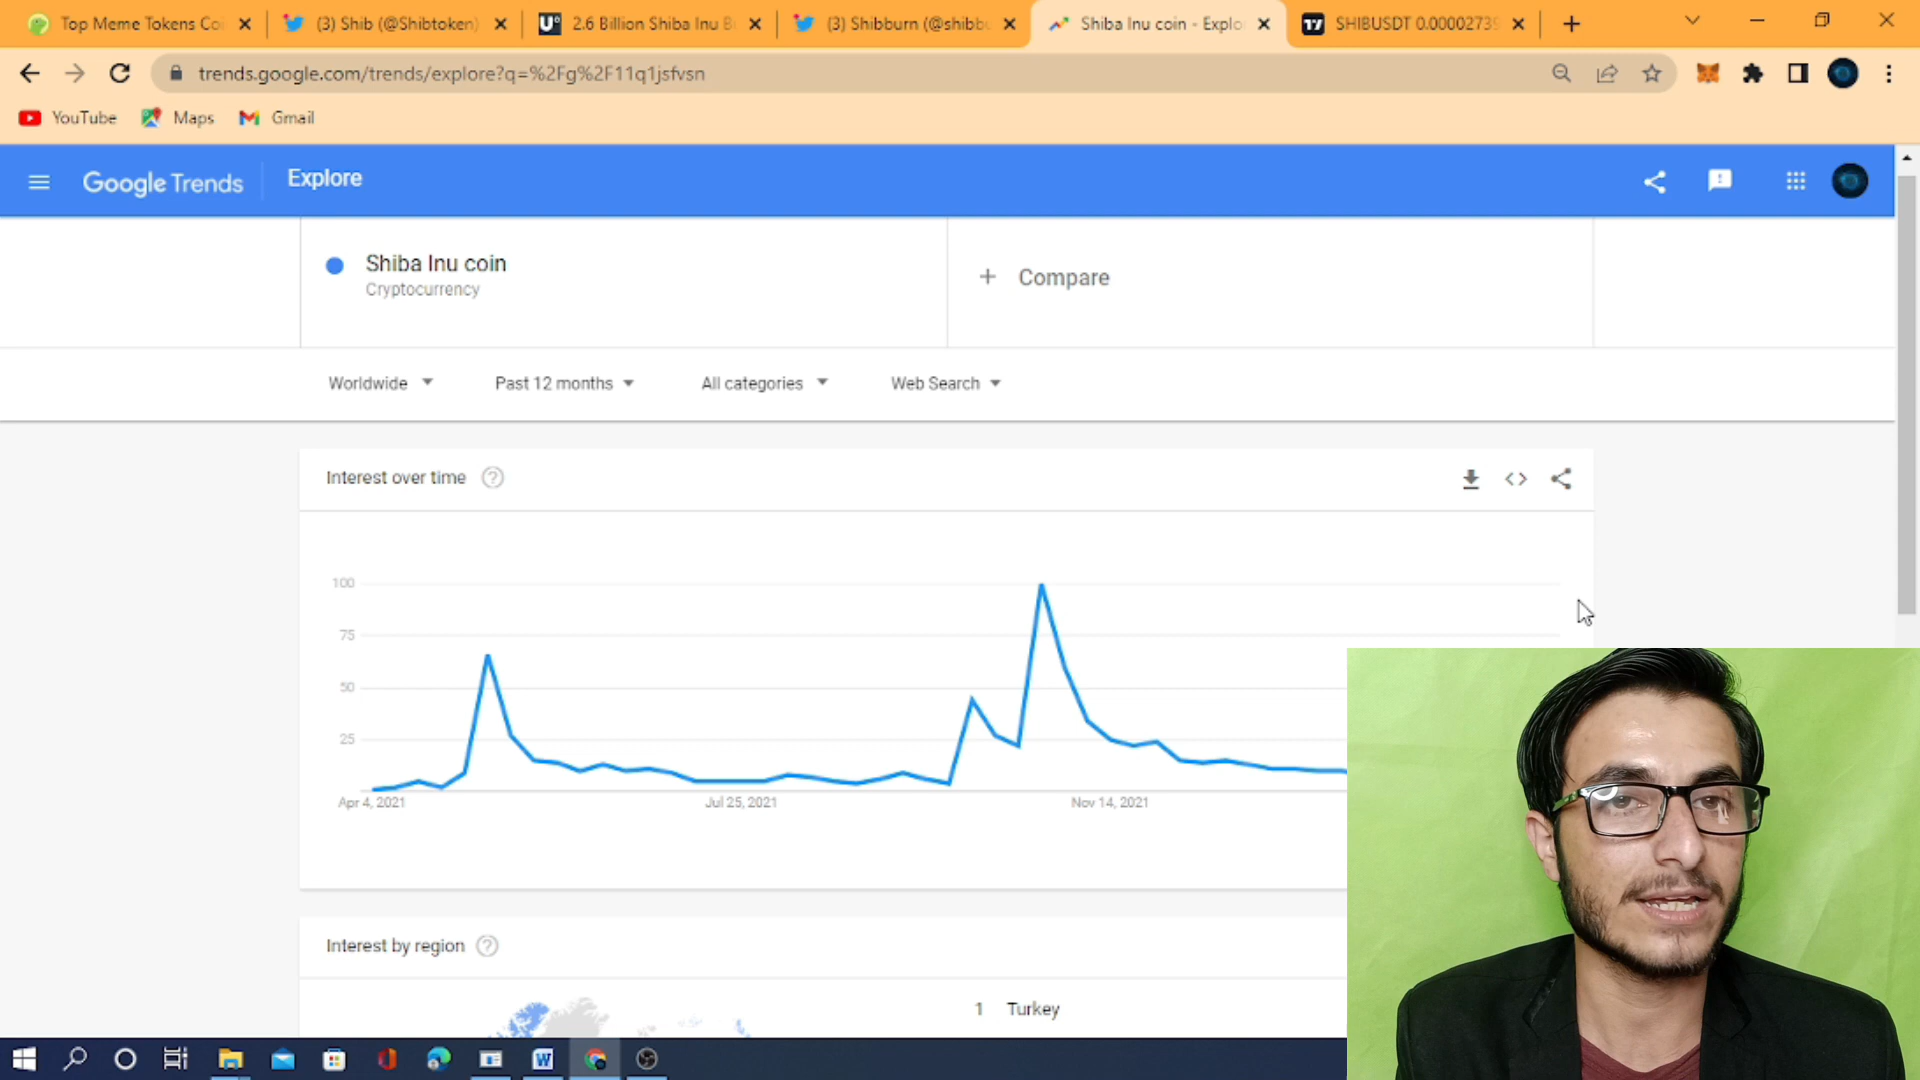 Top Meme Tokens Co
(3) Shib (@Shibtoken)
2.6 Billion Shiba Inu B
(3) Shibburn (@shibbu
Shiba Inu coin - Explo
SHIBUSDT 0.00002739
trends.google.com/trends/explore?q=%2Fg%2F11q1jsfvsn
YouTube
Maps
Gmail
Google Trends
Explore
Shiba Inu coin
Cryptocurrency
+ Compare
Worldwide
Past 12 months
All categories
Web Search
Interest over time
100
75
50
25
Apr 4, 2021
Jul 25, 2021
Nov 14, 2021
Interest by region
1 Turkey